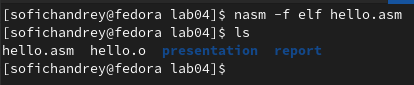 [sofichandrey@fedora lab04]$ nasm -f elf hello.asm
[sofichandrey@fedora lab04]$ ls
hello.asm  hello.o  presentation  report
[sofichandrey@fedora lab04]$